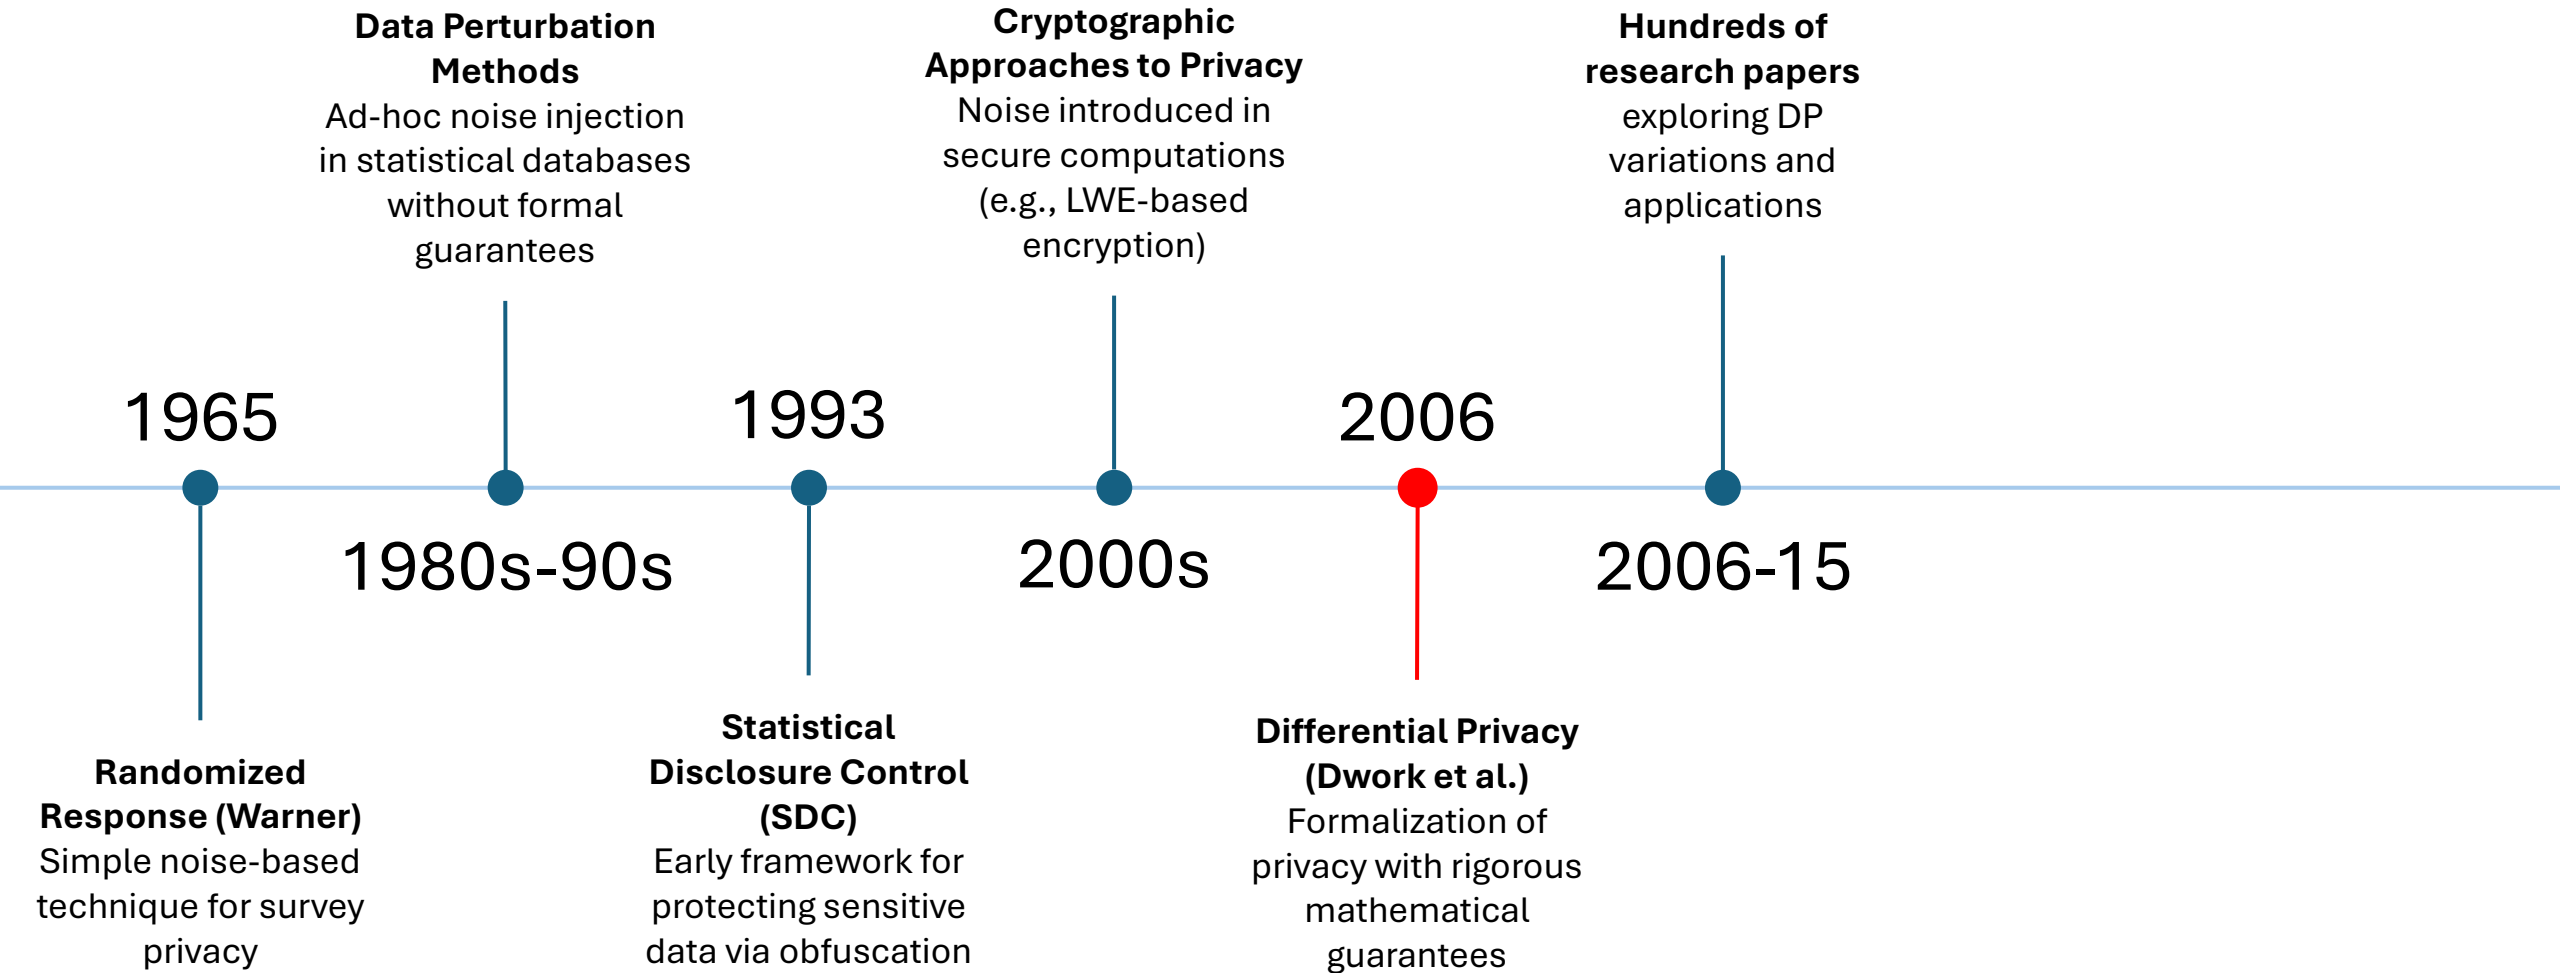 Data Perturbation
Methods
Ad-hoc noise injection
in statistical databases
without formal
guarantees
Cryptographic
Approaches to Privacy
Noise introduced in
secure computations
(e.g., LWE-based
encryption)
Hundreds of
research papers
exploring DP
variations and
applications
1965
1993
2006
1980s-90s
2000s
2006-15
Randomized
Response (Warner)
Simple noise-based
technique for survey
privacy
Statistical
Disclosure Control
(SDC)
Early framework for
protecting sensitive
data via obfuscation
Differential Privacy
(Dwork et al.)
Formalization of
privacy with rigorous
mathematical
guarantees